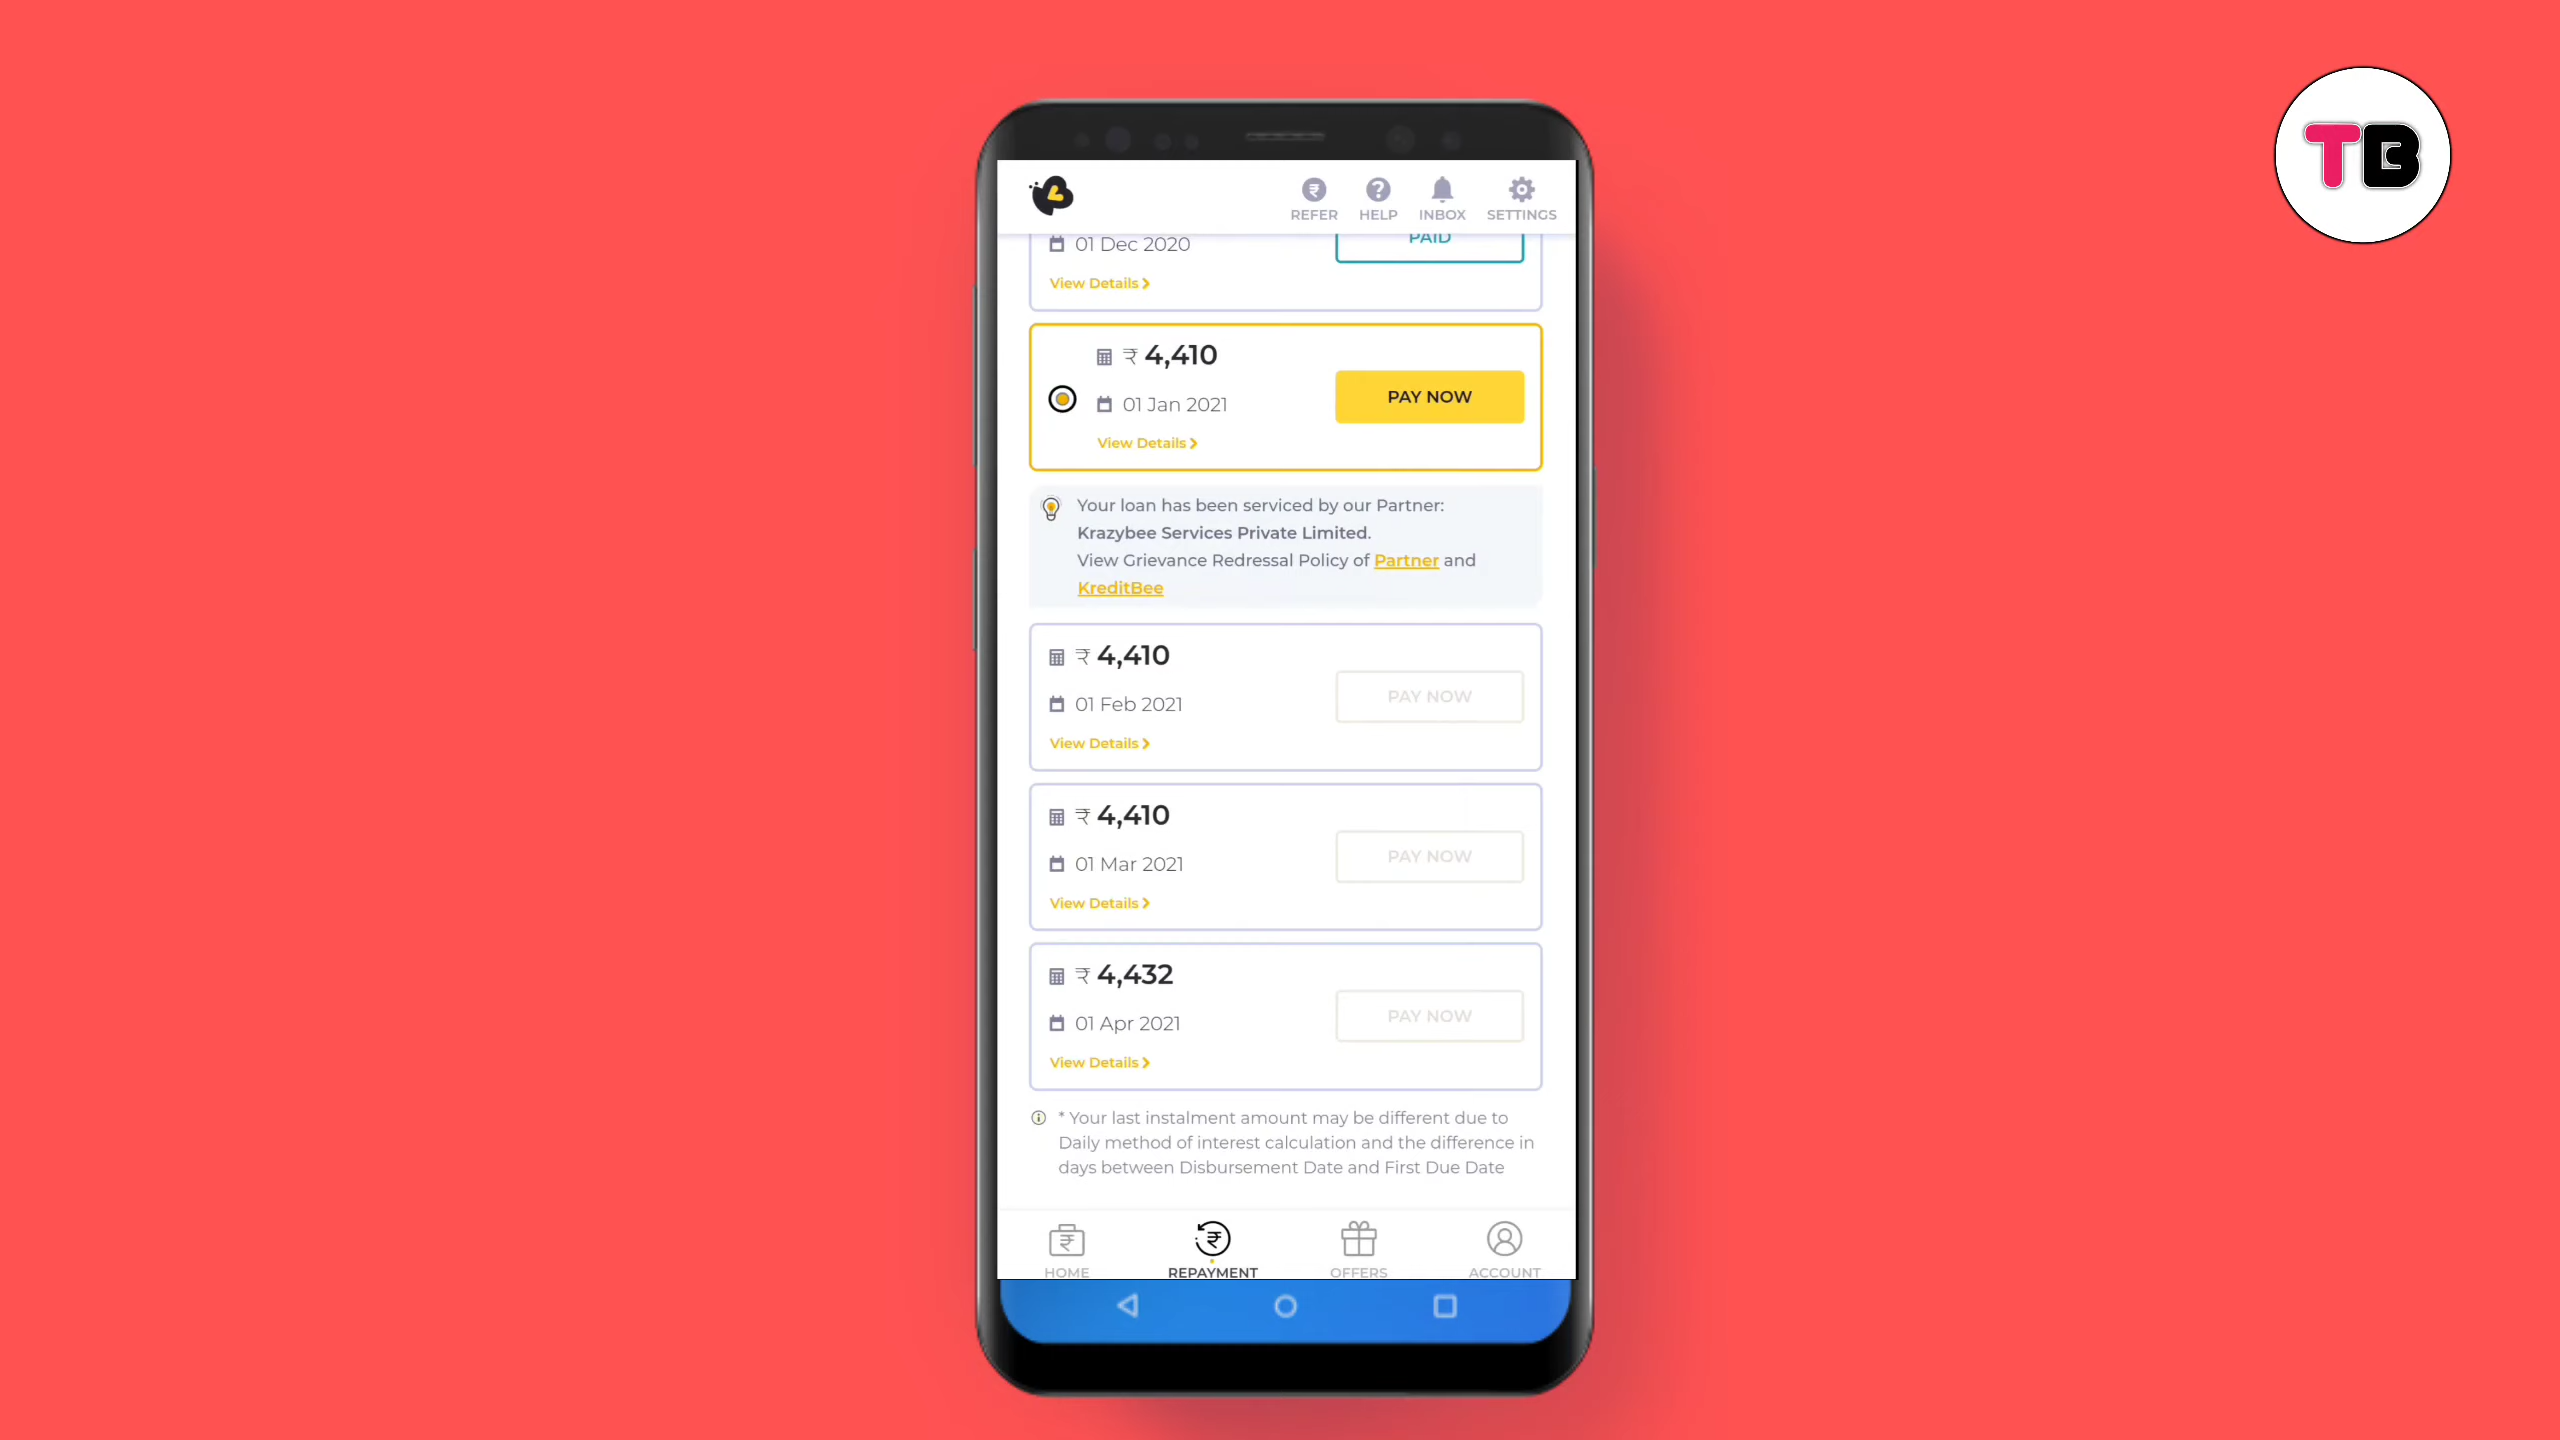 TB
REFER HELP INBOX SETTINGS
01 Dec 2020
PAID
View Details
₹ 4,410
01 Jan 2021
PAY NOW
View Details
Your loan has been serviced by our Partner:
Krazybee Services Private Limited.
View Grievance Redressal Policy of Partner and
KreditBee
₹ 4,410
01 Feb 2021
PAY NOW
View Details
₹ 4,410
01 Mar 2021
PAY NOW
View Details
₹ 4,432
01 Apr 2021
PAY NOW
View Details
* Your last instalment amount may be different due to
Daily method of interest calculation and the difference in
days between Disbursement Date and First Due Date
HOME REPAYMENT OFFERS ACCOUNT